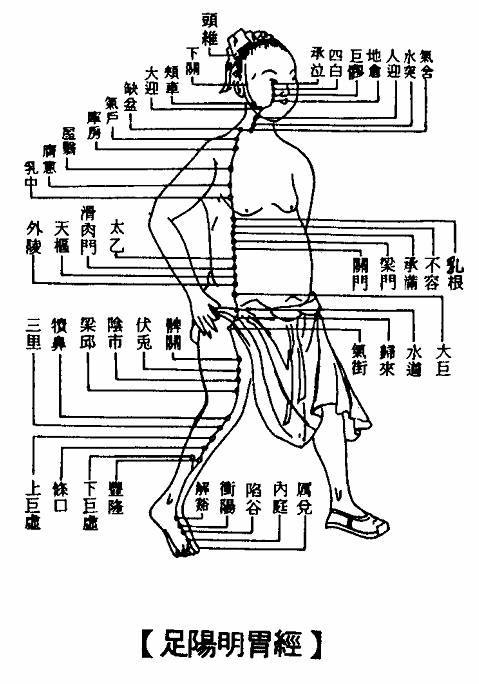 頭維
下關
頰車
大迎
缺盆
氣戶
庫房
屋翳
膺窻
乳中
承泣
四白
巨髎
地倉
人迎
水突
氣舍
太乙
滑肉門
天樞
外陵
關門
梁門
承滿
不容
乳根
髀關
伏兎
陰市
梁邱
犢鼻
三里
氣街
歸來
水道
大巨
上巨虛
條口
下巨虛
豐隆
解谿
衝陽
陷谷
內庭
厲兌
【足陽明胃經】